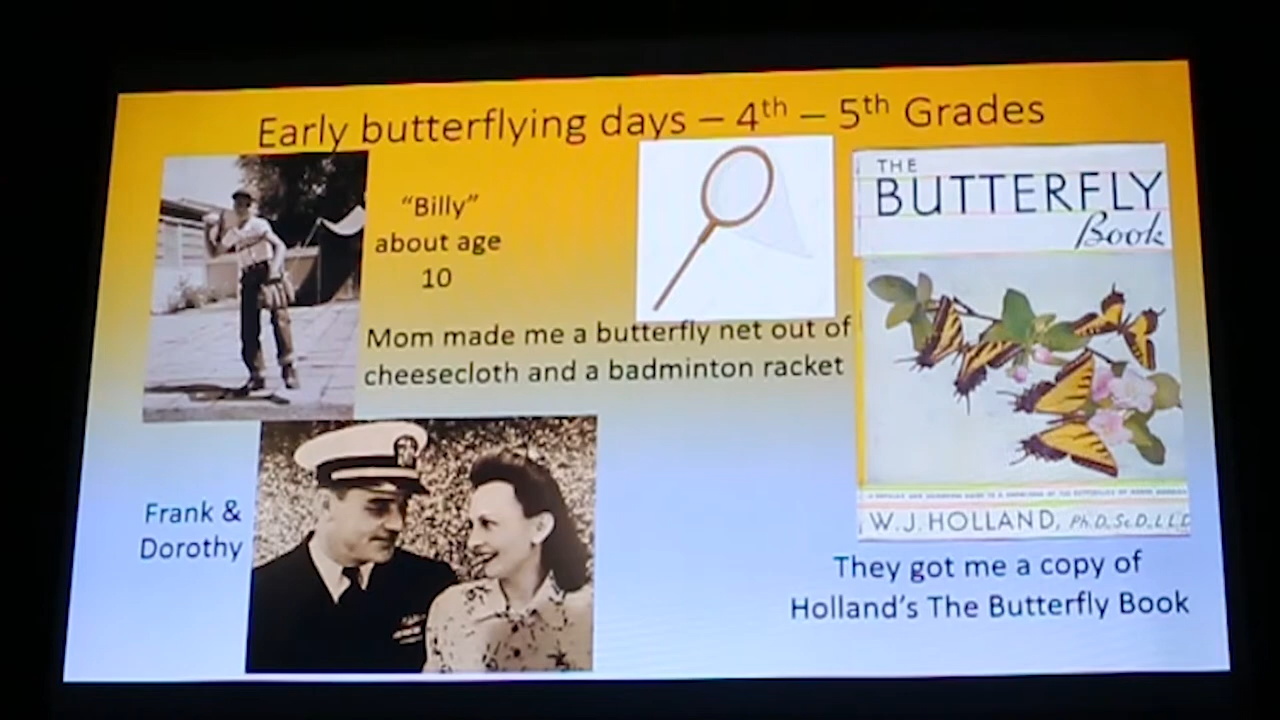 Early butterflying days – 4th – 5th Grades
“Billy”
about age
10
Mom made me a butterfly net out of
cheesecloth and a badminton racket
Frank &
Dorothy
THE
BUTTERFLY
Book
W.J. HOLLAND, Ph.D., Sc.D., LL.D
They got me a copy of
Holland’s The Butterfly Book